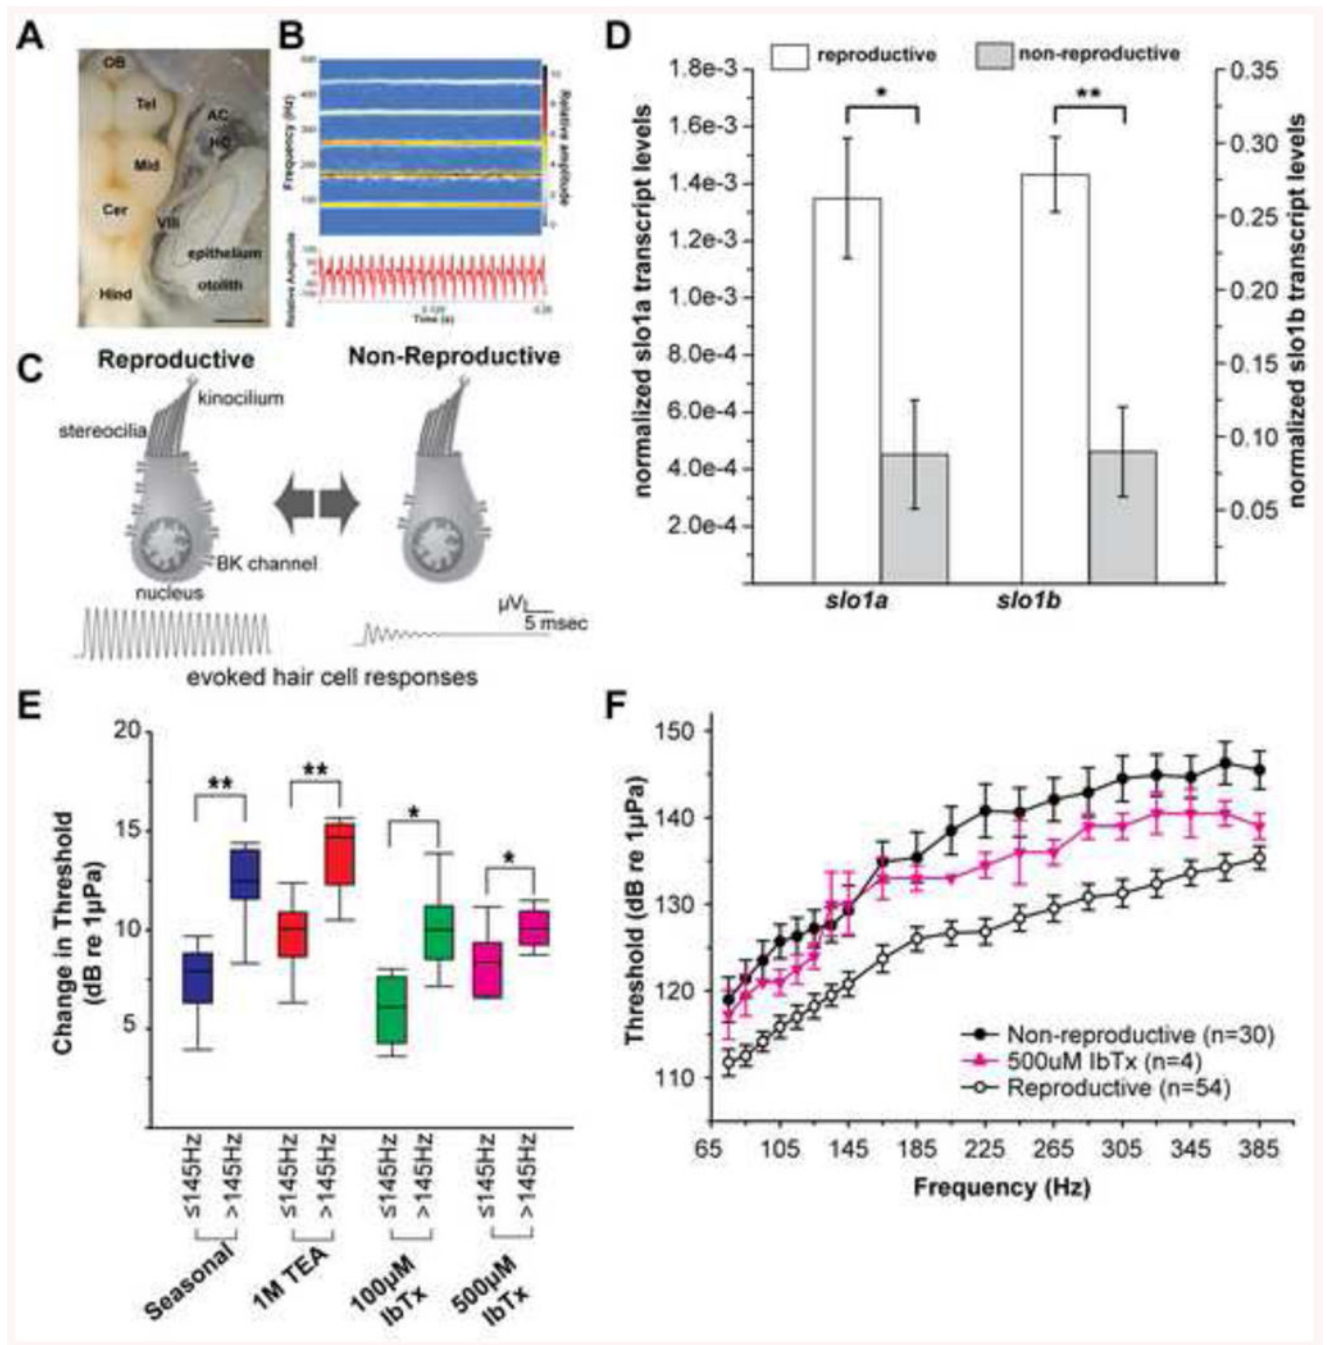 A
OB
Tel
AC
HC
Mid
Cer
VIII
epithelium
otolith
Hind
B
Frequency (Hz)
400
300
200
100
Relative amplitude
10
Relative Amplitude
Time (s)
C
Reproductive
Non-Reproductive
kinocilium
stereocilia
BK channel
nucleus
µV
5 msec
evoked hair cell responses
D
reproductive
non-reproductive
normalized slo1a transcript levels
1.8e-3
1.6e-3
1.4e-3
1.2e-3
1.0e-3
8.0e-4
6.0e-4
4.0e-4
2.0e-4
*
**
0.35
0.30
0.25
0.20
0.15
0.10
0.05
normalized slo1b transcript levels
slo1a
slo1b
E
Change in Threshold
(dB re 1µPa)
20
15
10
5
**
**
*
*
≤145Hz
>145Hz
≤145Hz
>145Hz
≤145Hz
>145Hz
≤145Hz
>145Hz
Seasonal
1M TEA
100µM
IbTx
500µM
IbTx
F
Threshold (dB re 1µPa)
150
140
130
120
110
Non-reproductive (n=30)
500uM IbTx (n=4)
Reproductive (n=54)
65 105 145 185 225 265 305 345 385
Frequency (Hz)